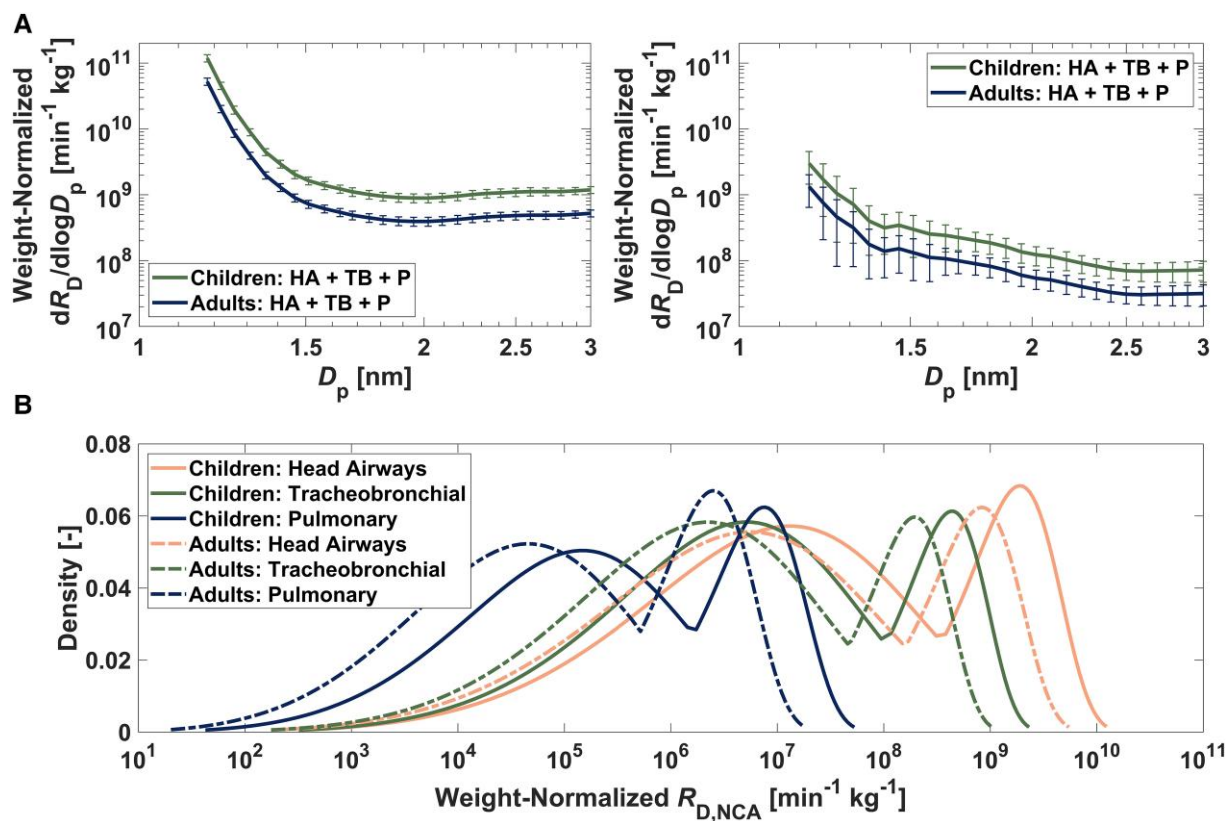 A
Weight-Normalized
dR_D/dlogD_p [min⁻¹ kg⁻¹]
10¹¹
10¹⁰
10⁹
10⁸
10⁷
Children: HA + TB + P
Adults: HA + TB + P
1 1.5 2 2.5 3
D_p [nm]
Weight-Normalized
dR_D/dlogD_p [min⁻¹ kg⁻¹]
10¹¹
10¹⁰
10⁹
10⁸
10⁷
Children: HA + TB + P
Adults: HA + TB + P
1 1.5 2 2.5 3
D_p [nm]
B
Density [-]
0.08
0.06
0.04
0.02
0
Children: Head Airways
Children: Tracheobronchial
Children: Pulmonary
Adults: Head Airways
Adults: Tracheobronchial
Adults: Pulmonary
10¹ 10² 10³ 10⁴ 10⁵ 10⁶ 10⁷ 10⁸ 10⁹ 10¹⁰ 10¹¹
Weight-Normalized R_D,NCA [min⁻¹ kg⁻¹]